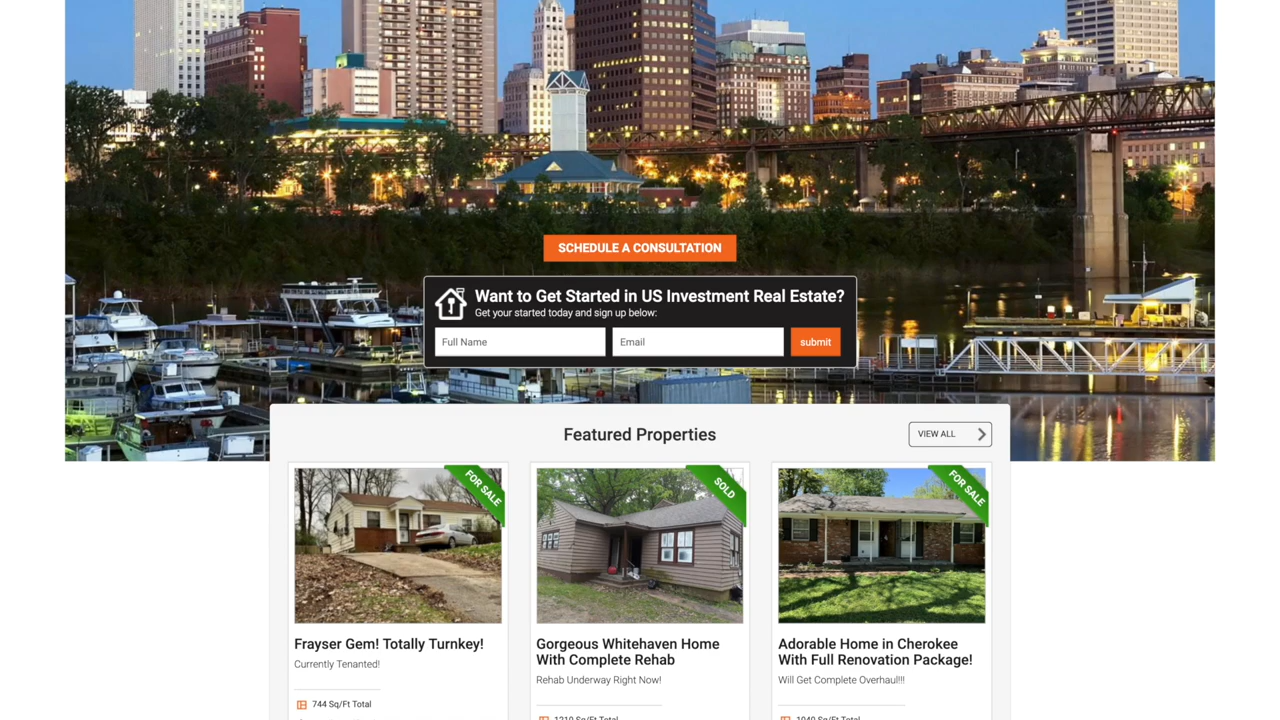 SCHEDULE A CONSULTATION
Want to Get Started in US Investment Real Estate?
Get your started today and sign up below:
Full Name
Email
submit
Featured Properties
VIEW ALL
FOR SALE
SOLD
FOR SALE
Frayser Gem! Totally Turnkey!
Currently Tenanted!
744 Sq/Ft Total
Gorgeous Whitehaven Home
With Complete Rehab
Rehab Underway Right Now!
Adorable Home in Cherokee
With Full Renovation Package!
Will Get Complete Overhaul!!!